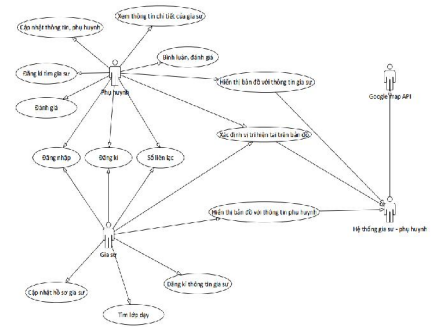 Xem thông tin chi tiết của gia sư
Cập nhật thông tin, phụ huynh
Bình luận, đánh giá
Đăng kí tìm gia sư
Hiển thị bản đồ với thông tin gia sư
Phụ huynh
Google map API
Đánh giá
Xác định vị trí hiện tại trên bản đồ
Đăng nhập
Đăng kí
Sổ liên lạc
Hiển thị bản đồ với thông tin phụ huynh
Hệ thống gia sư - phụ huynh
Gia sư
Đăng kí thông tin gia sư
Cập nhật hồ sơ gia sư
Tìm lớp dạy